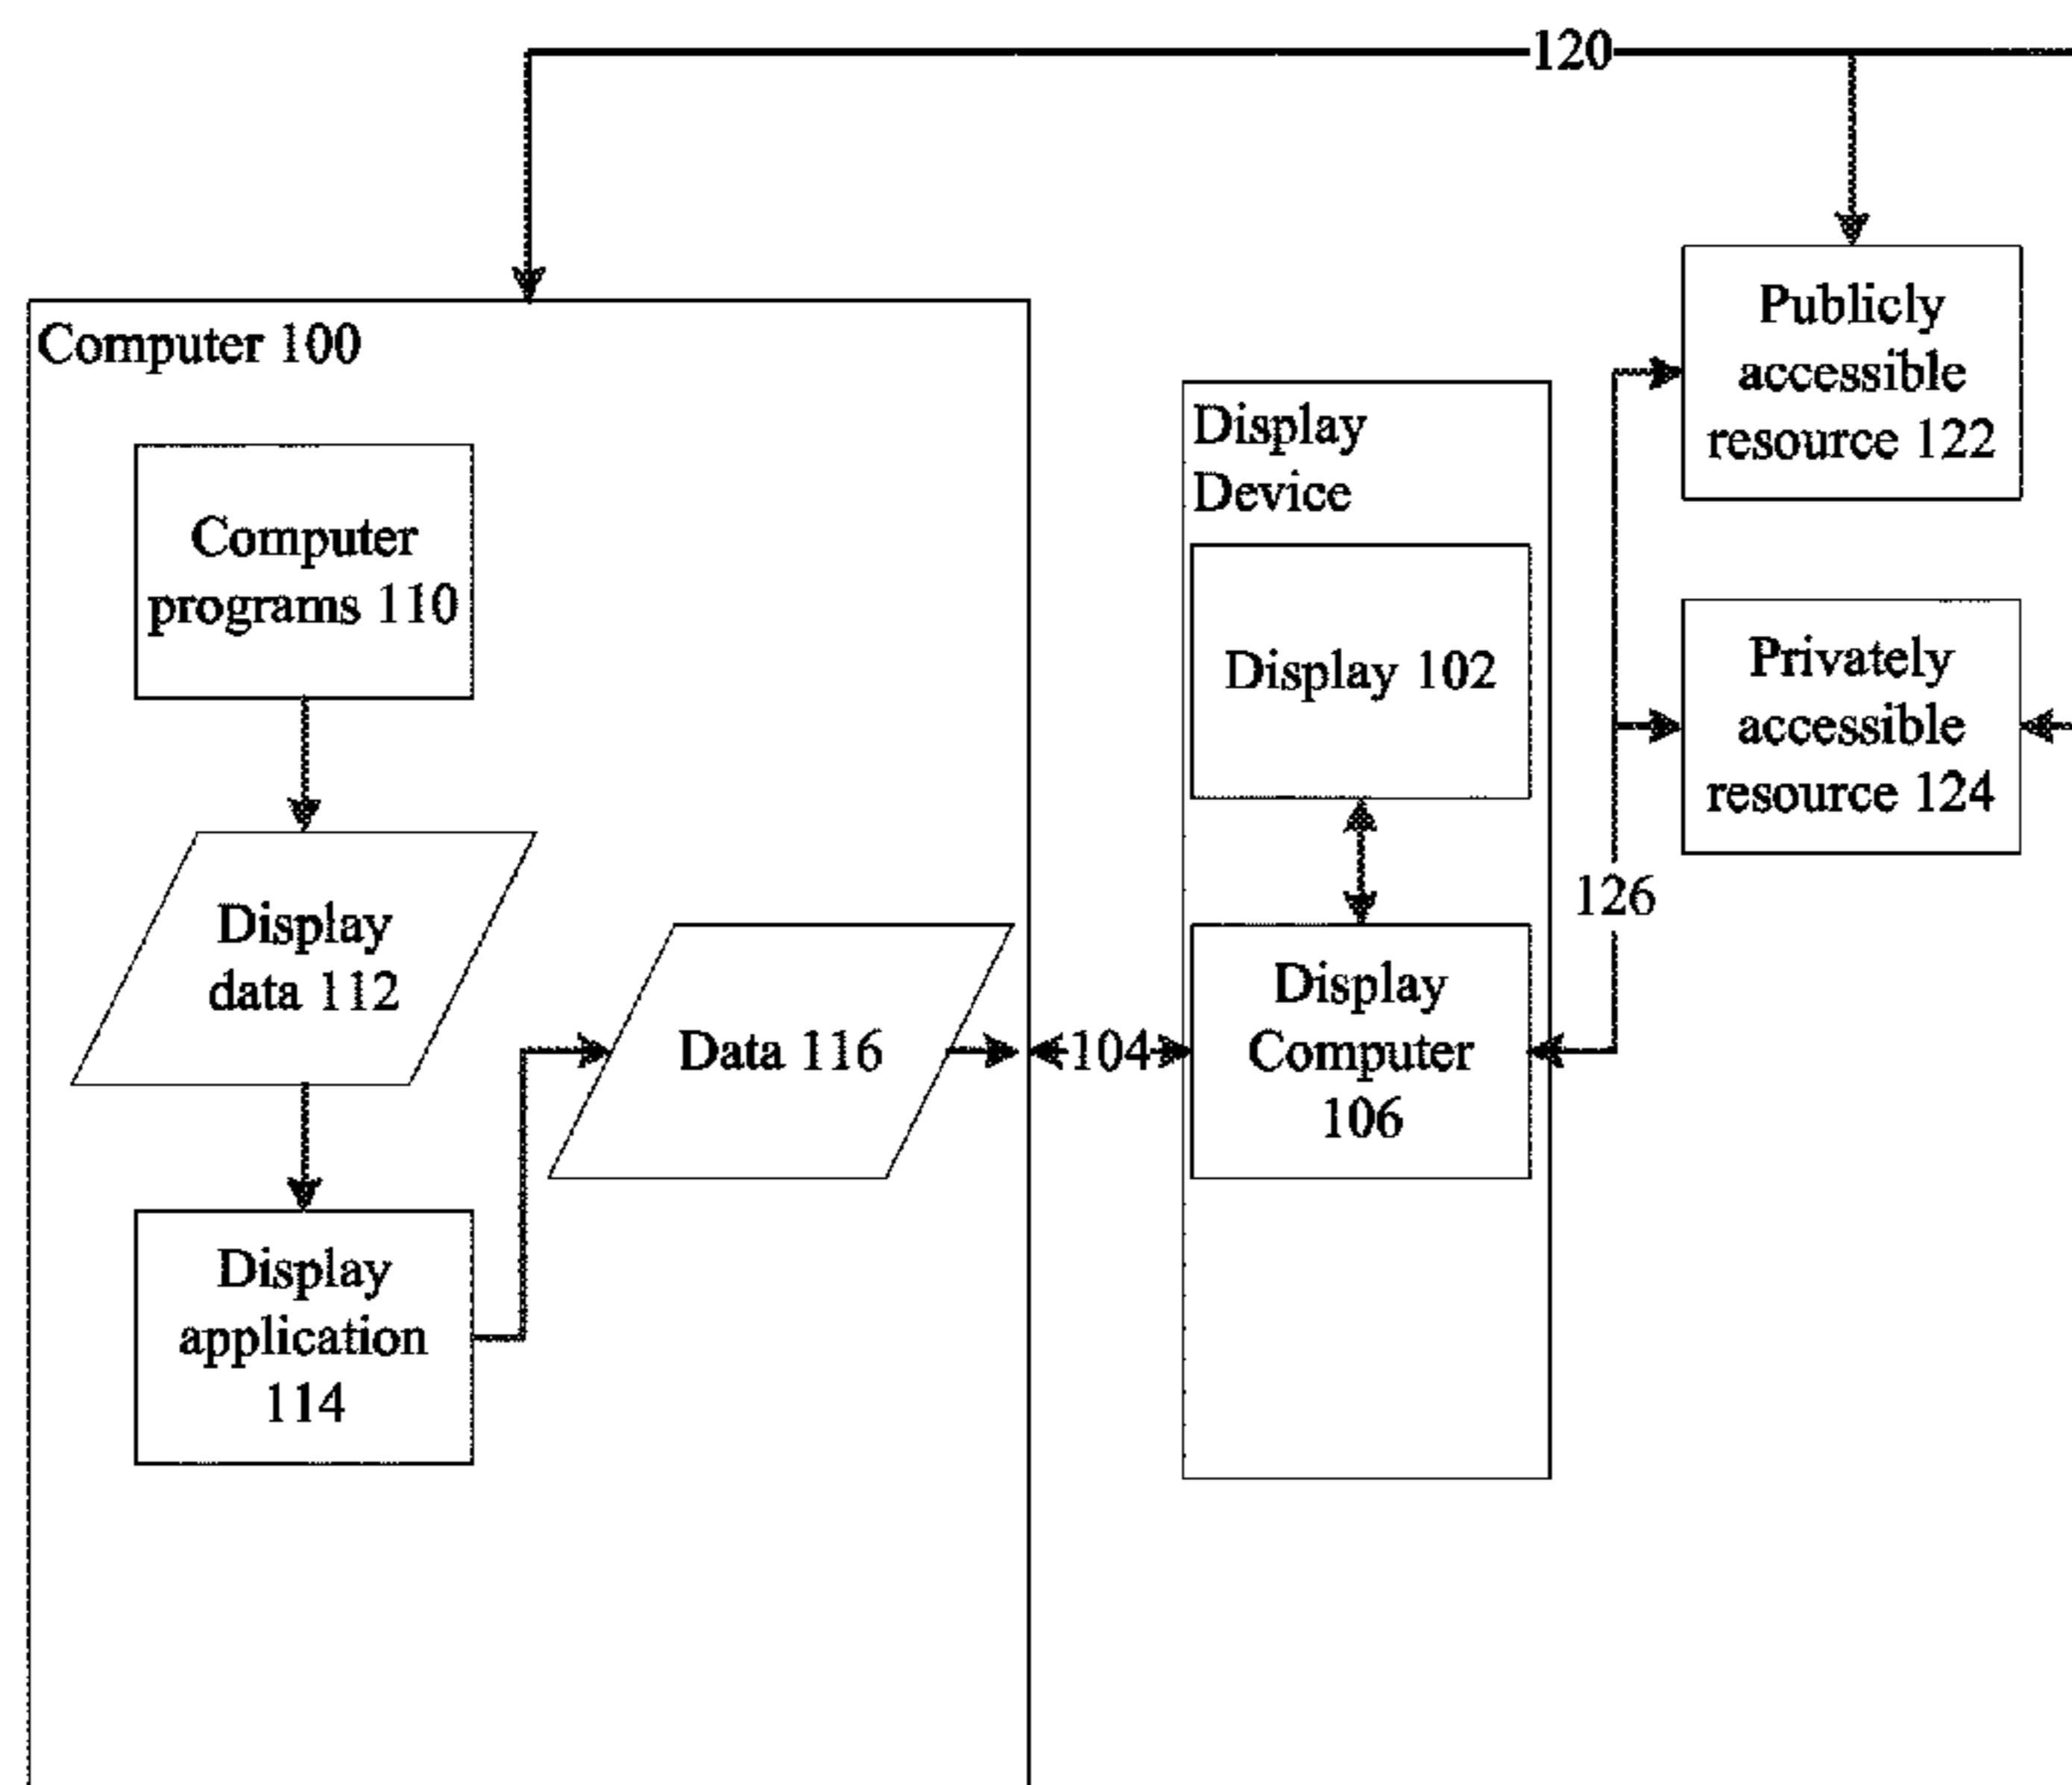 120
Computer 100
Computer
programs 110
Display
data 112
Display
application
114
Data 116
104
Display
Device
Display 102
Display
Computer
106
126
Publicly
accessible
resource 122
Privately
accessible
resource 124